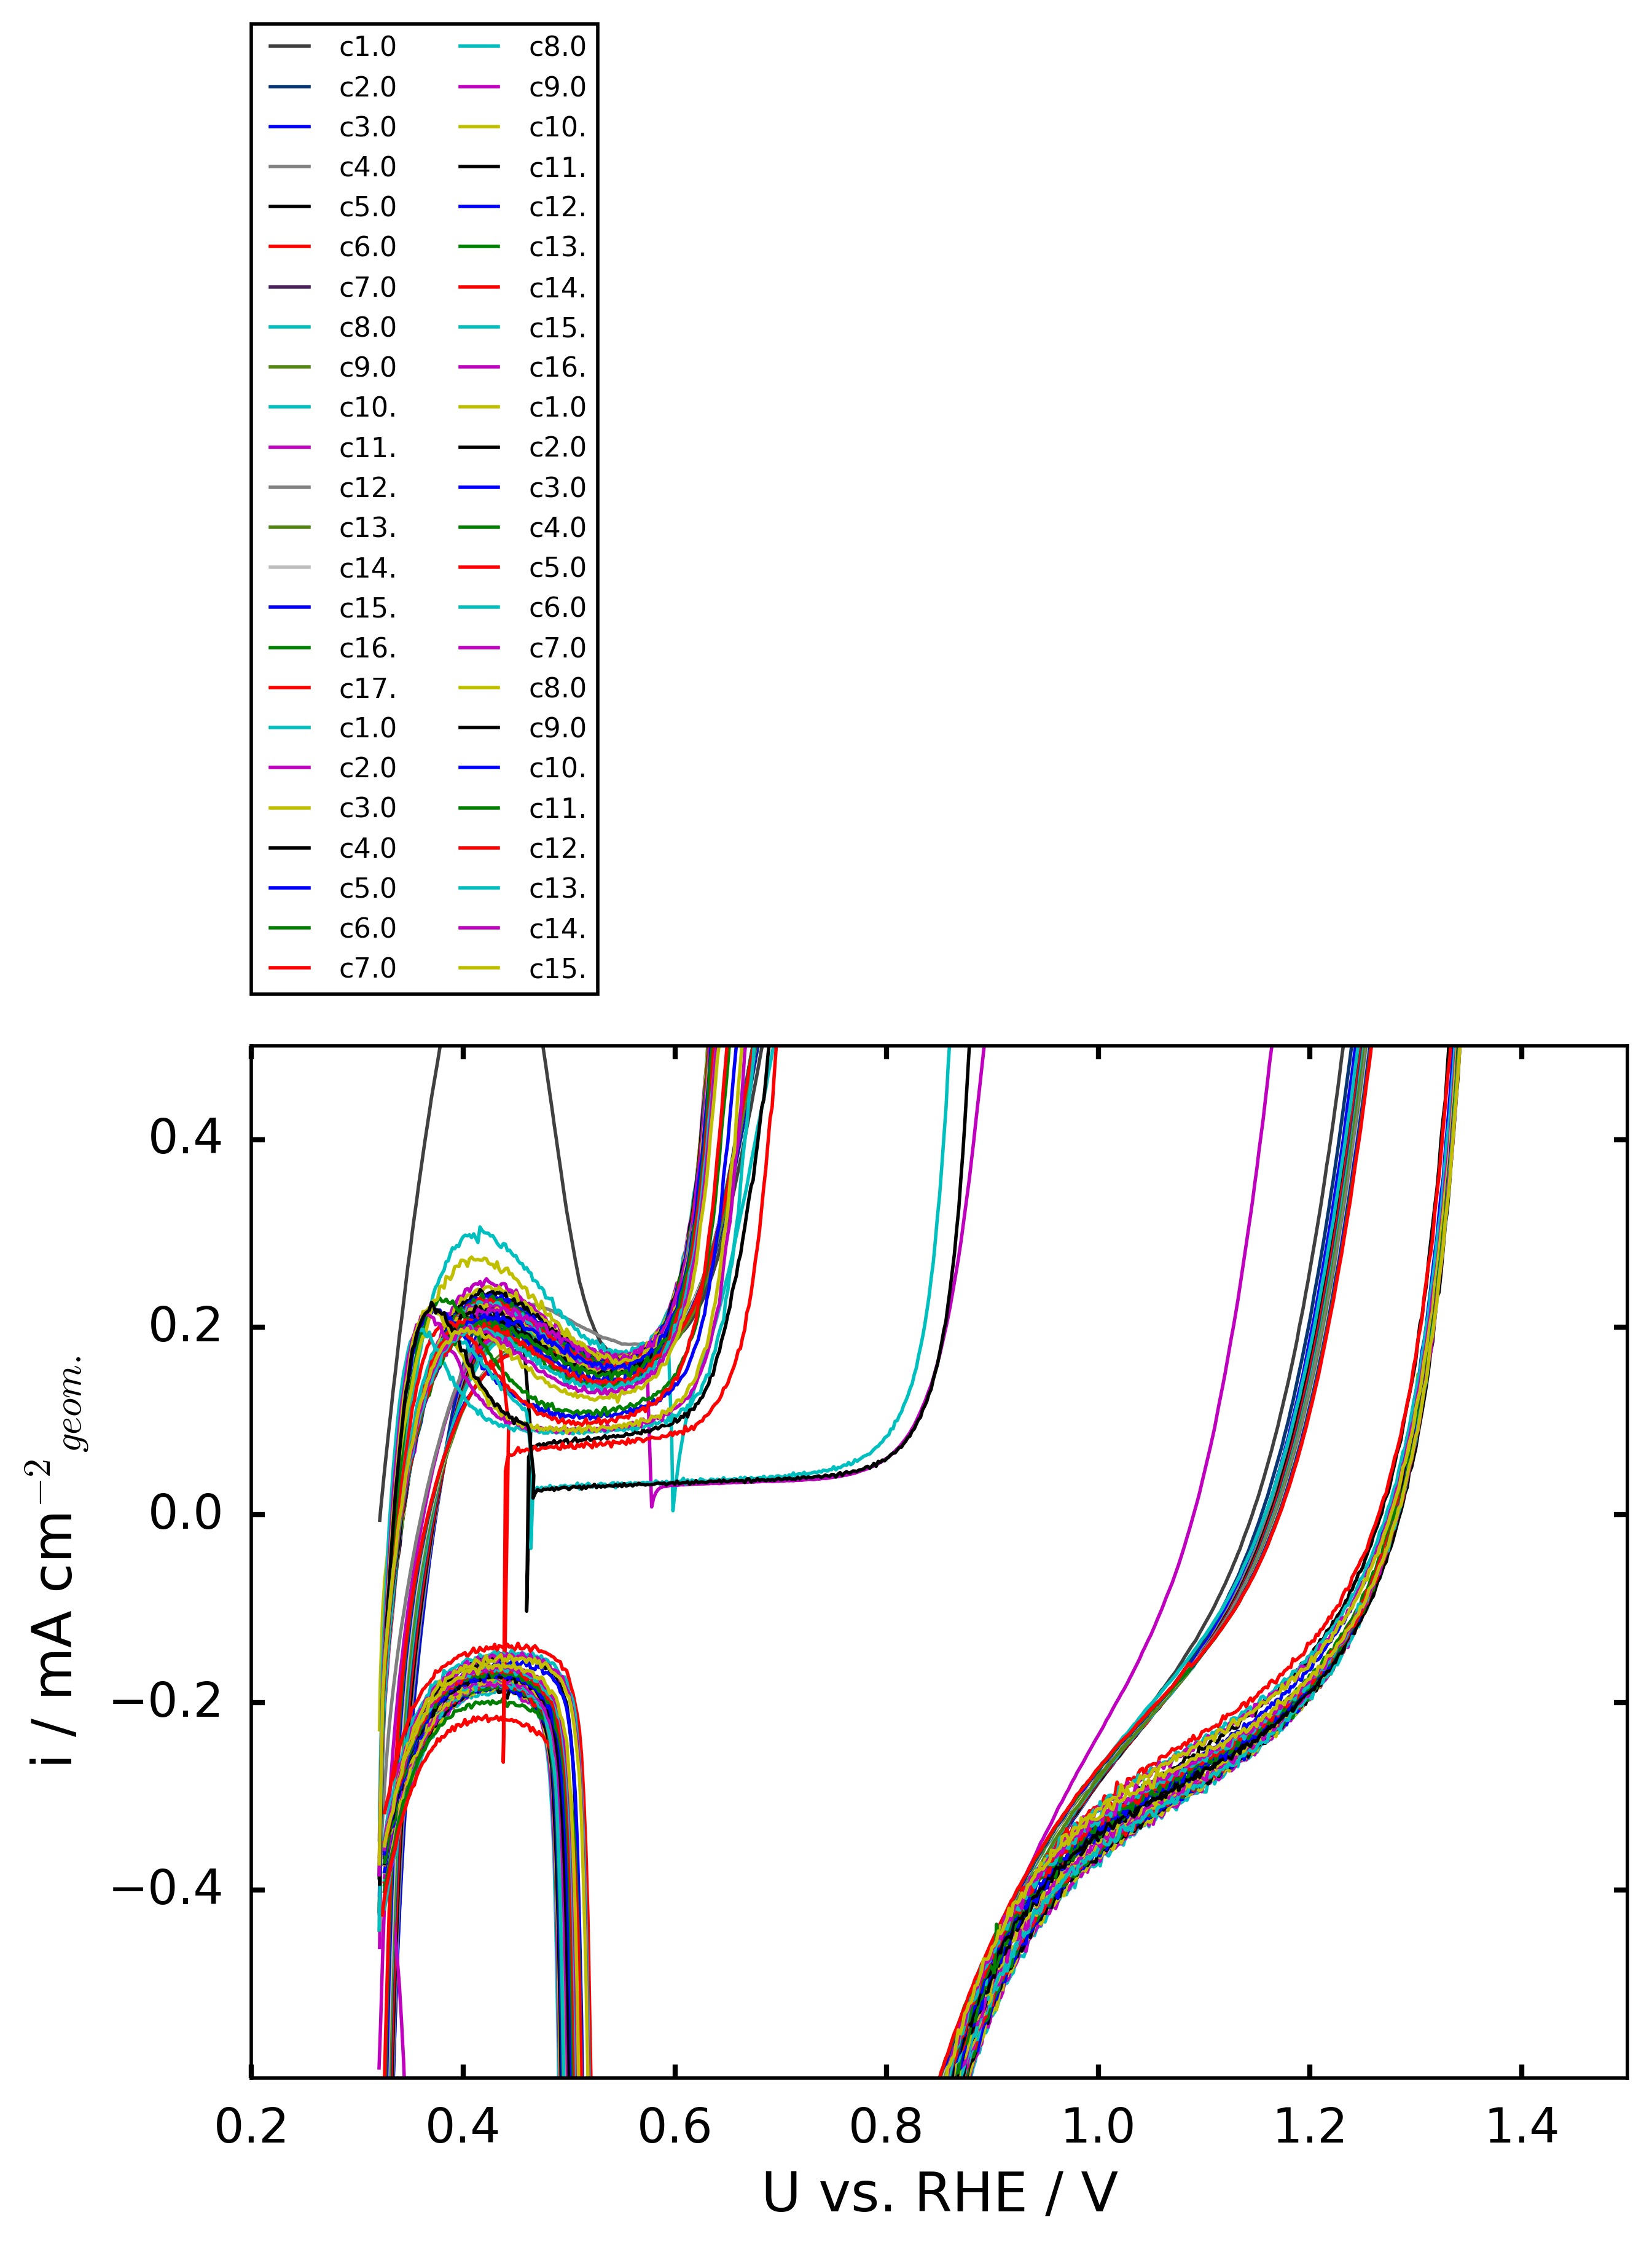 c1.0 c8.0
c2.0 c9.0
c3.0 c10.
c4.0 c11.
c5.0 c12.
c6.0 c13.
c7.0 c14.
c8.0 c15.
c9.0 c16.
c10. c1.0
c11. c2.0
c12. c3.0
c13. c4.0
c14. c5.0
c15. c6.0
c16. c7.0
c17. c8.0
c1.0 c9.0
c2.0 c10.
c3.0 c11.
c4.0 c12.
c5.0 c13.
c6.0 c14.
c7.0 c15.
i / mA cm⁻² geom.
0.4
0.2
0.0
−0.2
−0.4
0.2 0.4 0.6 0.8 1.0 1.2 1.4
U vs. RHE / V